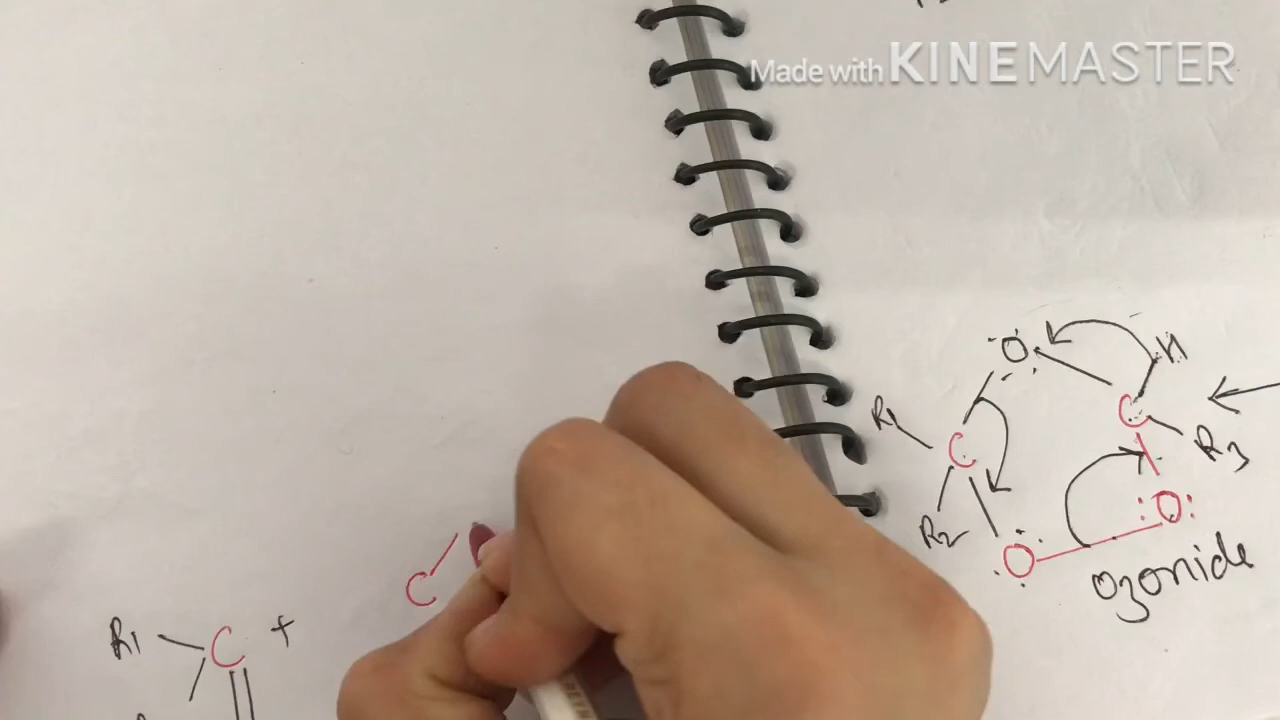 Made with KINEMASTER
O H
R1 C C R3
R2 O O
Ozonide
C
R1 C +